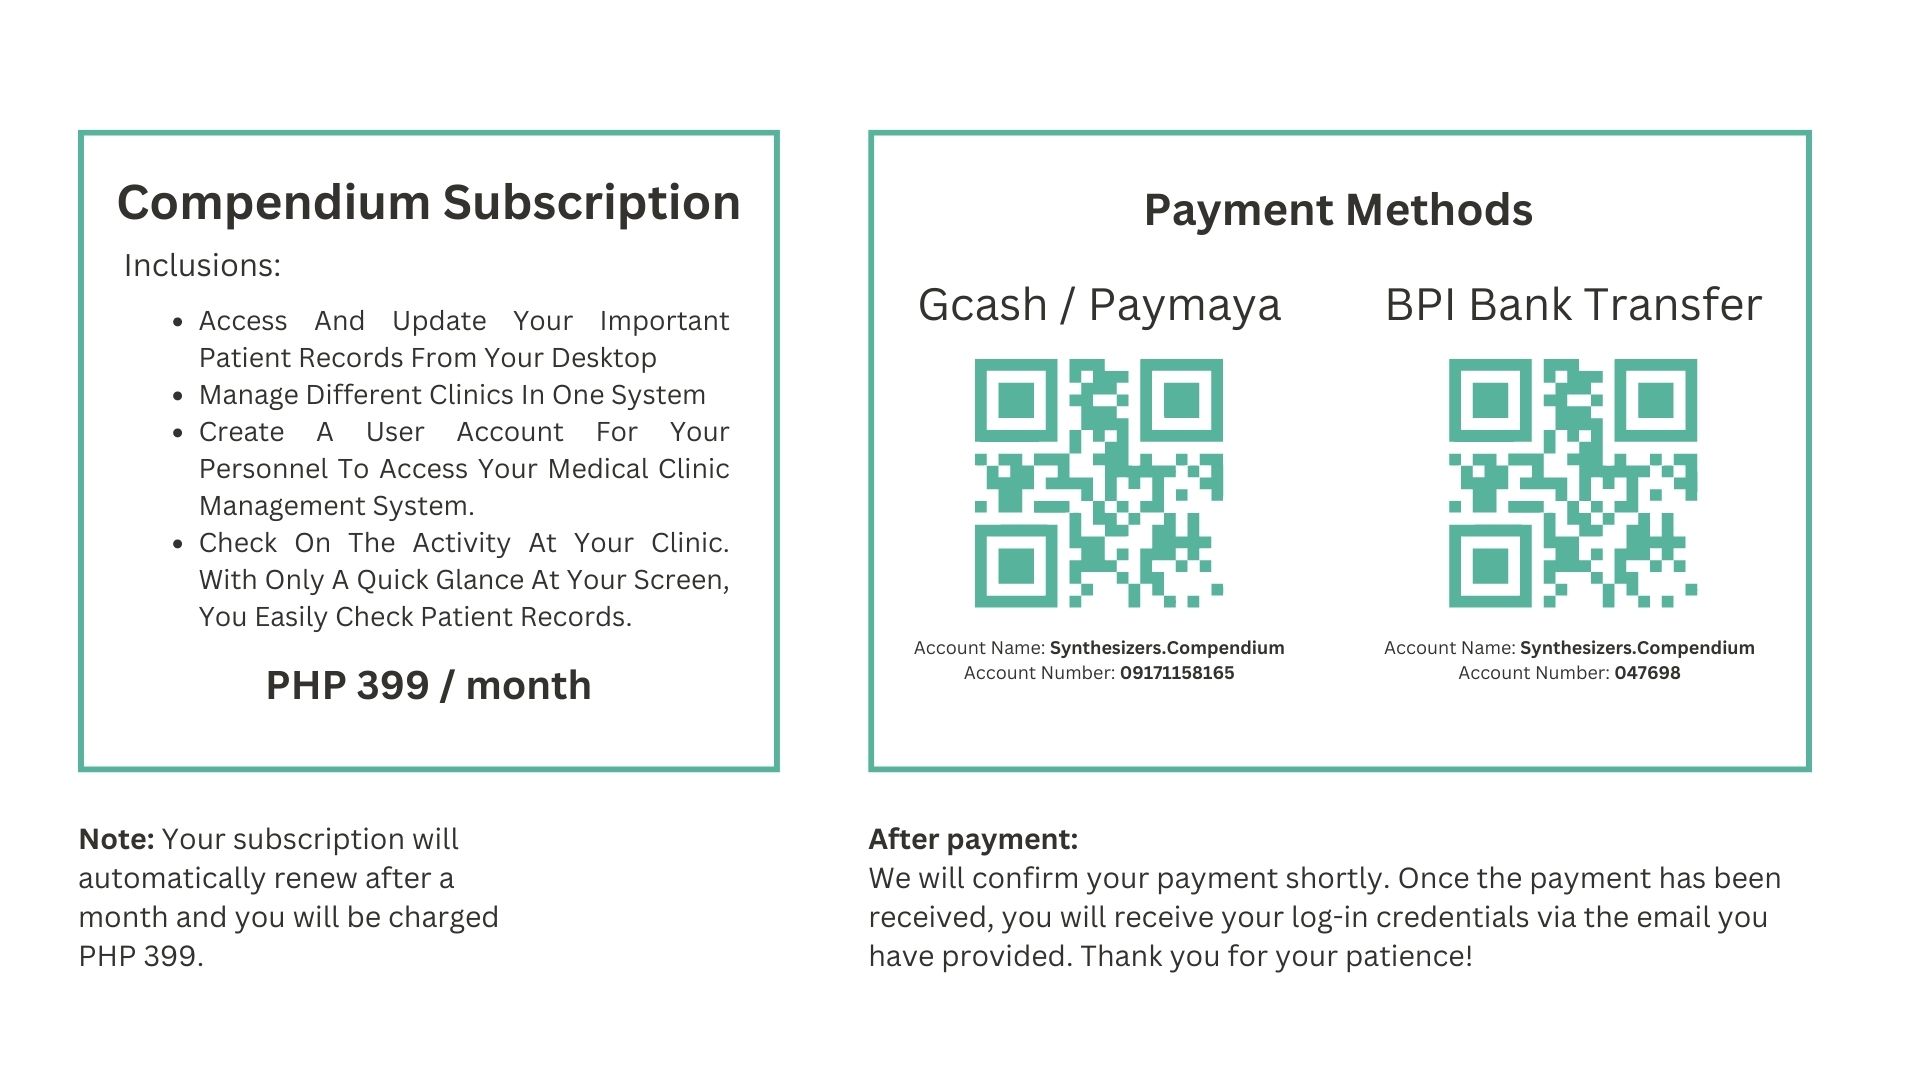 Compendium Subscription
Inclusions:
• Access And Update Your Important
Patient Records From Your Desktop
• Manage Different Clinics In One System
• Create A User Account For Your
Personnel To Access Your Medical Clinic
Management System.
• Check On The Activity At Your Clinic.
With Only A Quick Glance At Your Screen,
You Easily Check Patient Records.
PHP 399 / month
Note: Your subscription will
automatically renew after a
month and you will be charged
PHP 399.
Payment Methods
Gcash / Paymaya
Account Name: Synthesizers.Compendium
Account Number: 09171158165
BPI Bank Transfer
Account Name: Synthesizers.Compendium
Account Number: 047698
After payment:
We will confirm your payment shortly. Once the payment has been
received, you will receive your log-in credentials via the email you
have provided. Thank you for your patience!